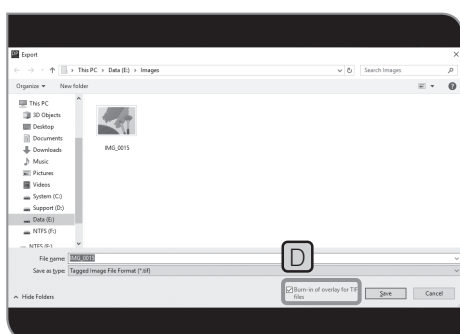 Export
This PC > Data (E:) > Images
Search Images
Organize
New folder
This PC
3D Objects
Desktop
Documents
Downloads
Music
Pictures
Videos
System (C:)
Support (D:)
Data (E:)
NTFS (F:)
NTFS (F:)
IMG_0015
File name: IMG_0015
Save as type: Tagged Image File Format (*.tif)
D
Burn-in of overlay for TIF
files
Hide Folders
Save
Cancel